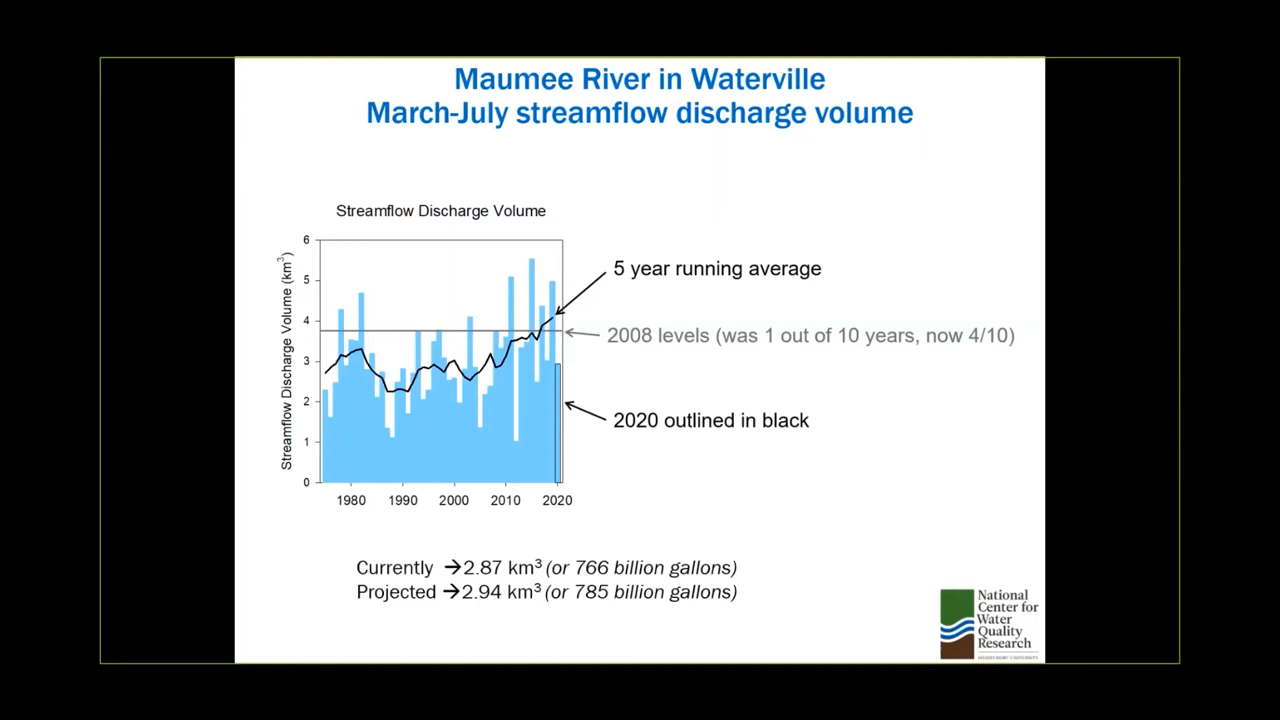 Maumee River in Waterville
March-July streamflow discharge volume
Streamflow Discharge Volume
Streamflow Discharge Volume (km3)
6
5
4
3
2
1
0
1980 1990 2000 2010 2020
5 year running average
2008 levels (was 1 out of 10 years, now 4/10)
2020 outlined in black
Currently →2.87 km³ (or 766 billion gallons)
Projected →2.94 km³ (or 785 billion gallons)
National
Center for
Water
Quality
Research